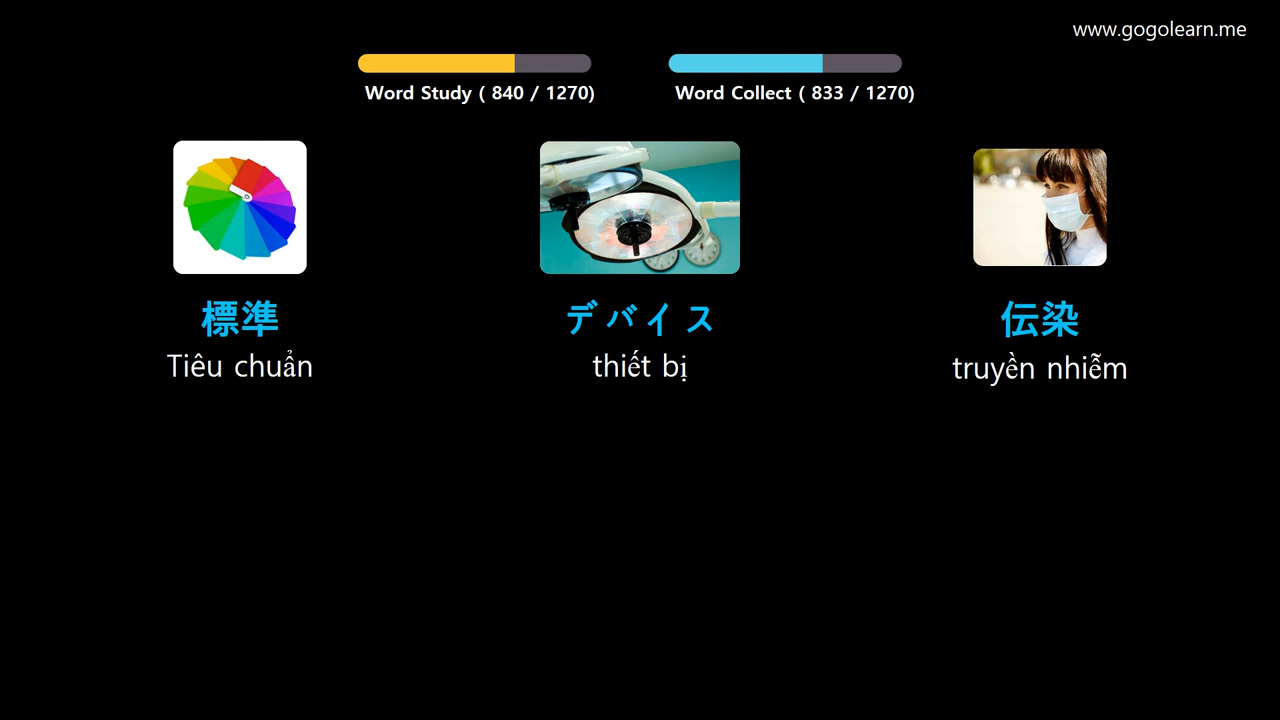 www.gogolearn.me
Word Study ( 840 / 1270)
Word Collect ( 833 / 1270)
標準
デバイス
伝染
Tiêu chuẩn
thiết bị
truyền nhiễm